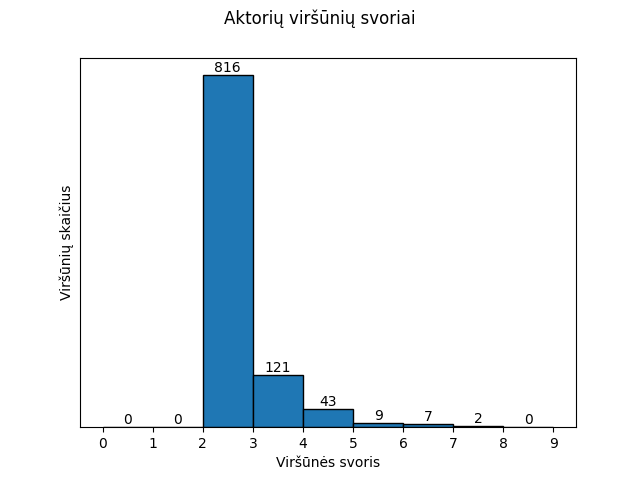 Aktorių viršūnių svoriai
Viršūnių skaičius
816
121
43
0 0 9 7 2 0
0 1 2 3 4 5 6 7 8 9
Viršūnės svoris